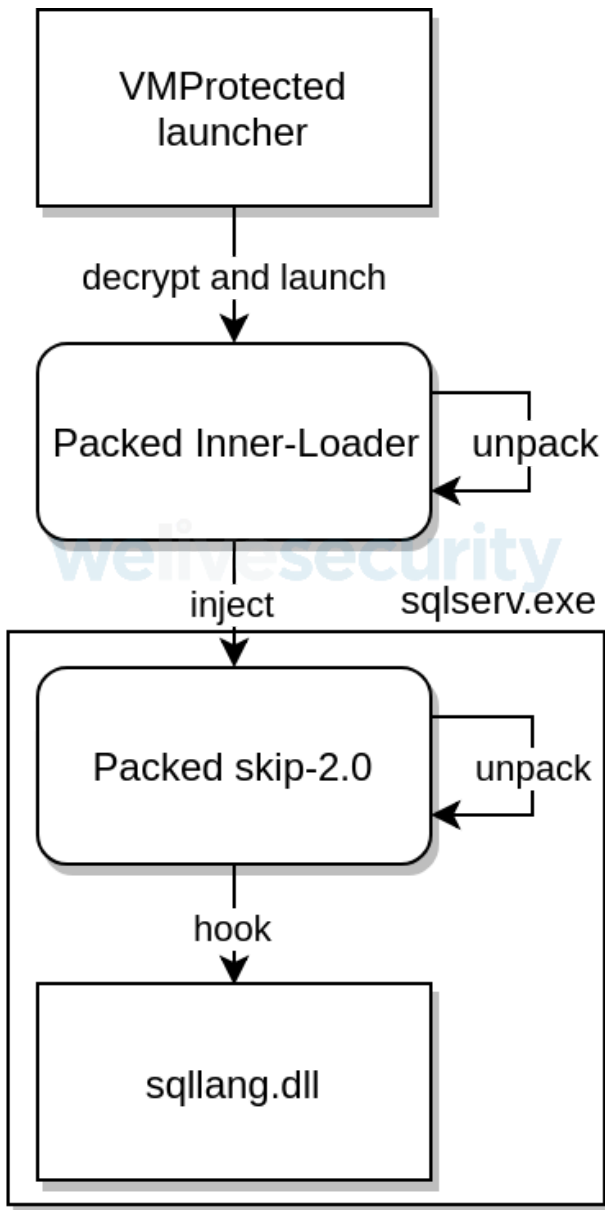 VMProtected
launcher
decrypt and launch
Packed Inner-Loader
unpack
welivesecurity
inject
sqlserv.exe
Packed skip-2.0
unpack
hook
sqllang.dll